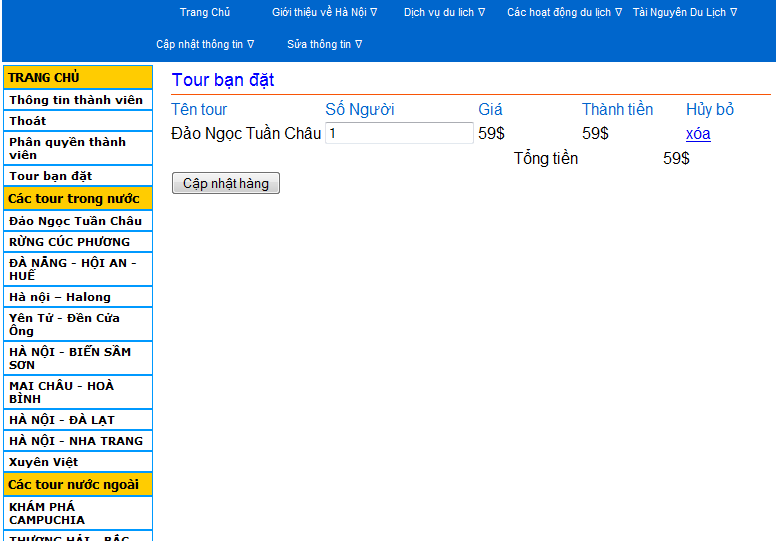 Trang Chủ Giới thiệu về Hà Nội ∇ Dịch vụ du lich ∇ Các hoạt động du lịch ∇ Tài Nguyên Du Lịch ∇
Cập nhật thông tin ∇ Sửa thông tin ∇
TRANG CHỦ
Thông tin thành viên
Thoát
Phân quyền thành
viên
Tour bạn đặt
Các tour trong nước
Đảo Ngọc Tuần Châu
RỪNG CÚC PHƯƠNG
ĐÀ NẴNG - HỘI AN -
HUẾ
Hà nội – Halong
Yên Tử - Đền Cửa
Ông
HÀ NỘI - BIỂN SẦM
SƠN
MAI CHÂU - HOÀ
BÌNH
HÀ NỘI - ĐÀ LẠT
HÀ NỘI - NHA TRANG
Xuyên Việt
Các tour nước ngoài
KHÁM PHÁ
CAMPUCHIA
THƯỢNG HẢI - BẮC
Tour bạn đặt
Tên tour Số Người Giá Thành tiền Hủy bỏ
Đảo Ngọc Tuần Châu 1 59$ 59$ xóa
Tổng tiền 59$
Cập nhật hàng